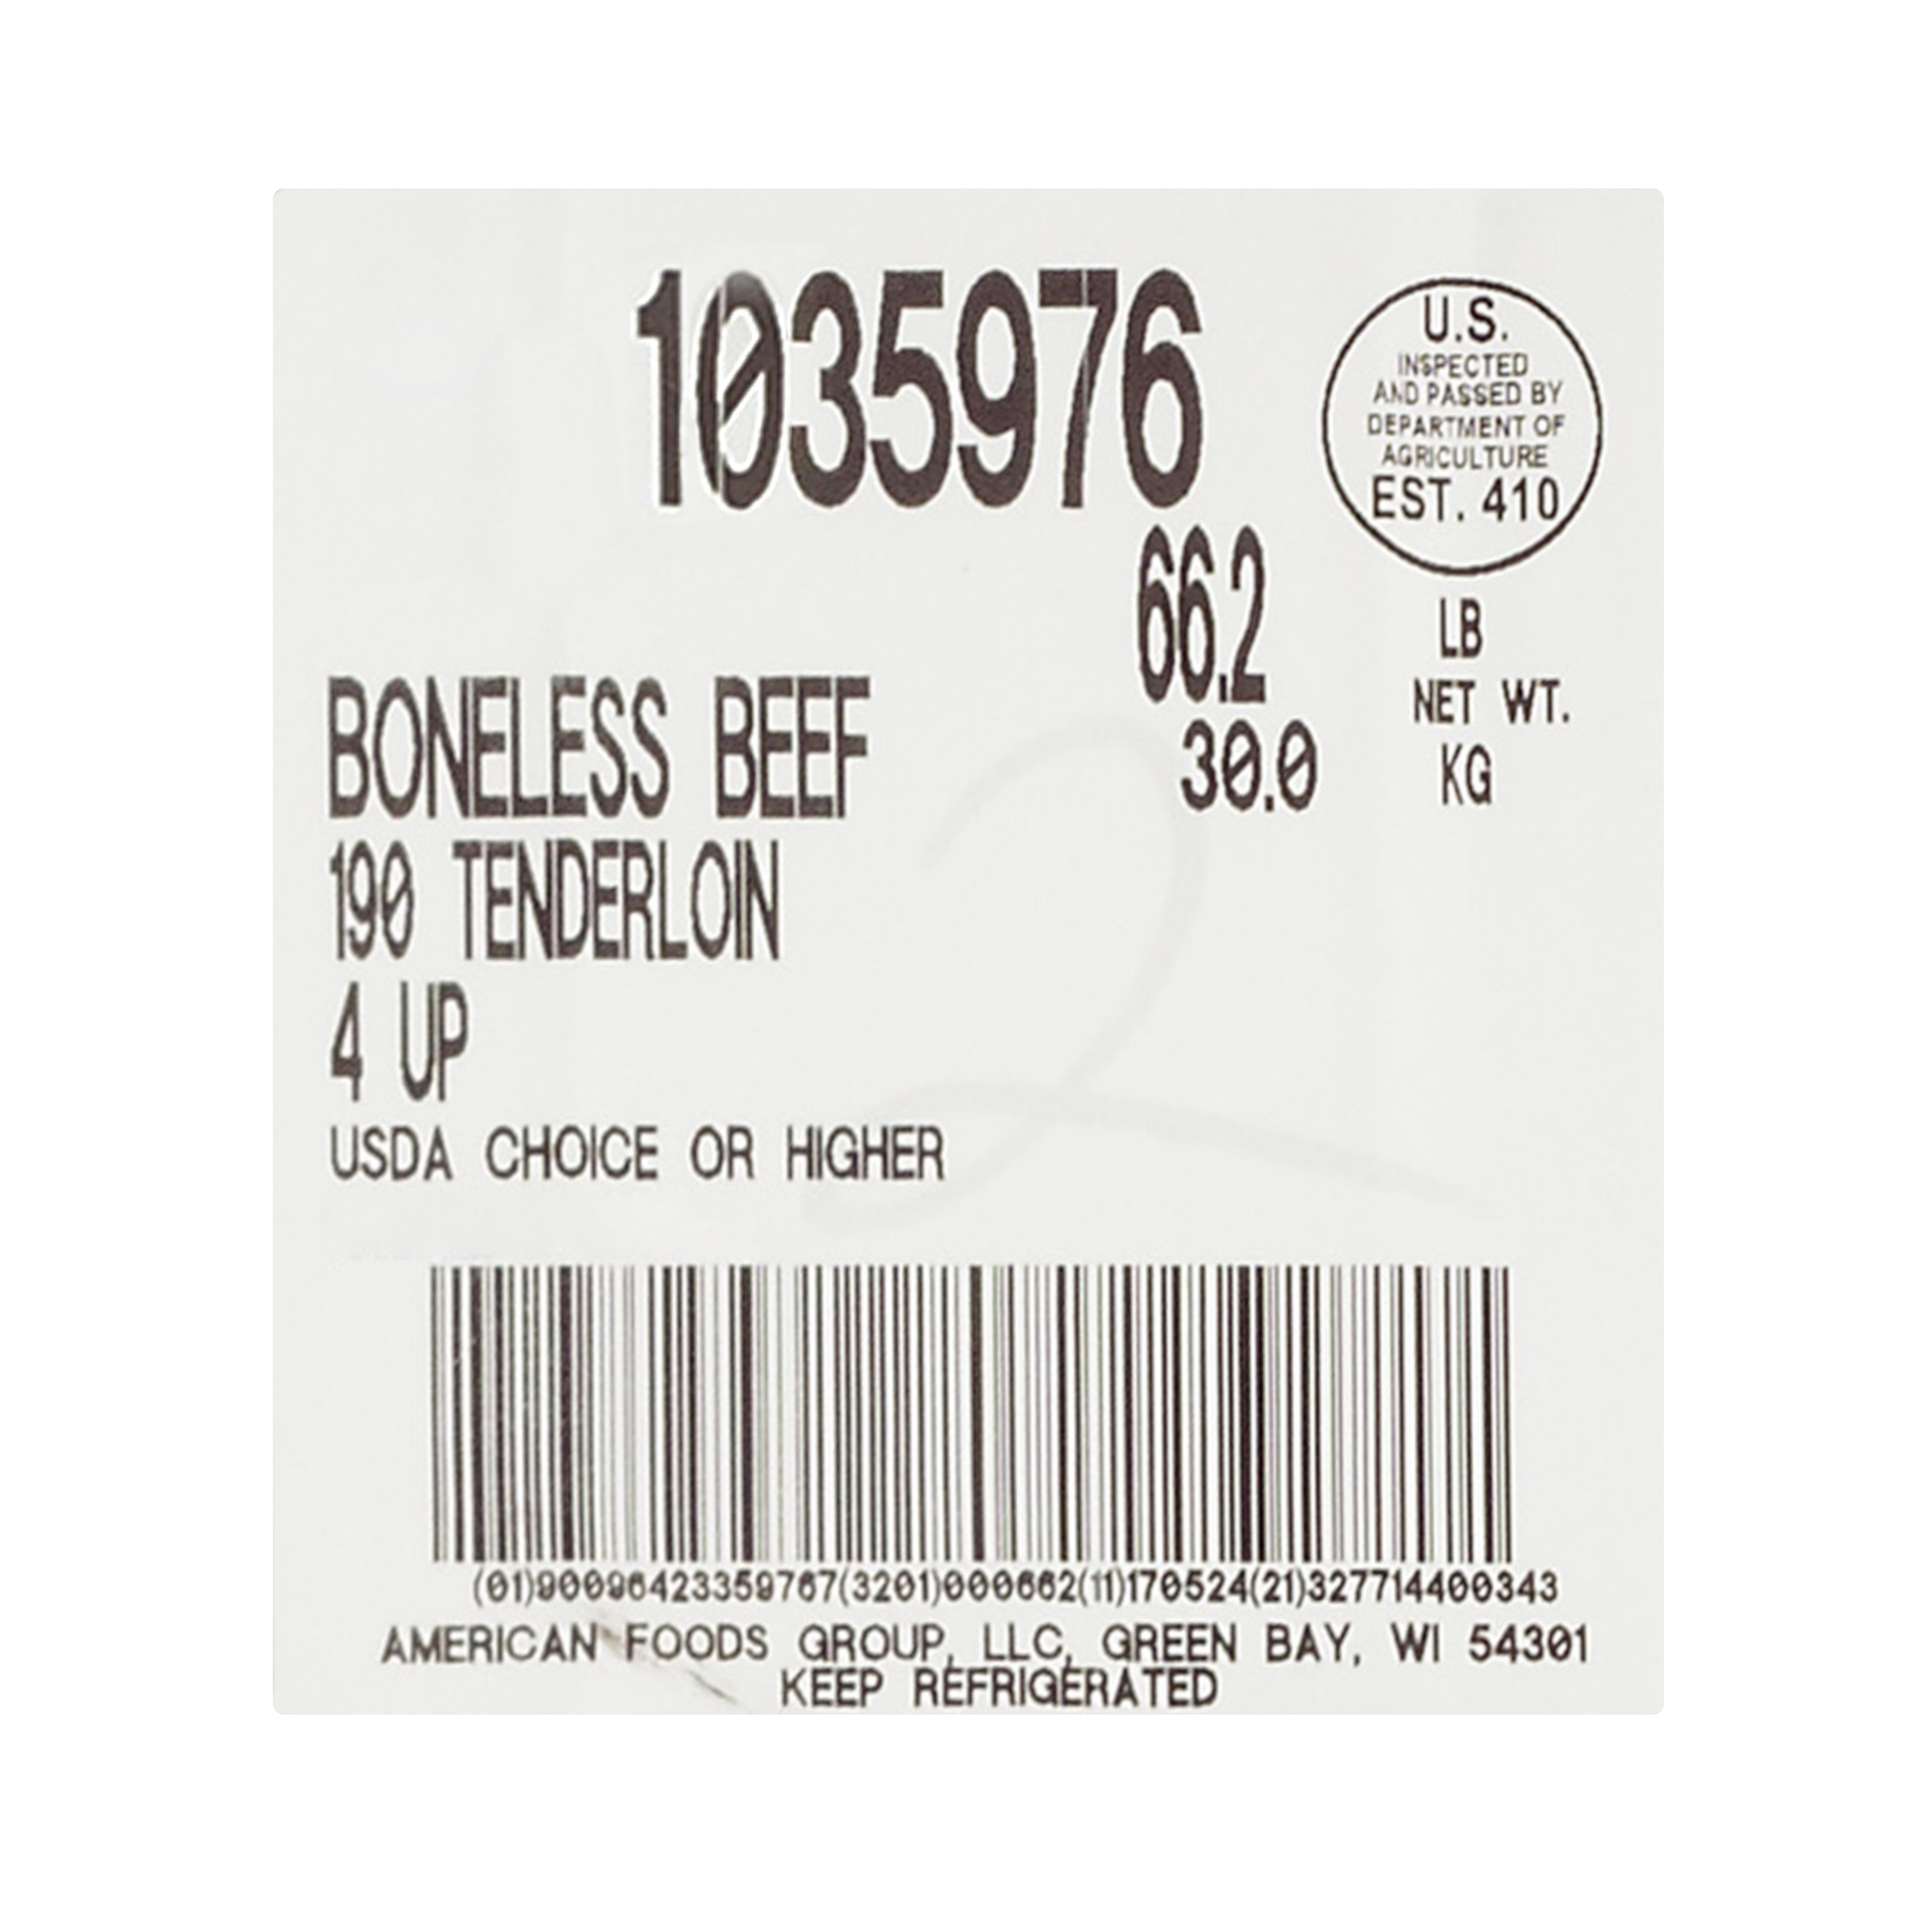 1035976
U.S.
INSPECTED
AND PASSED BY
DEPARTMENT OF
AGRICULTURE
EST. 410
66.2
LB
NET WT.
30.0
KG
BONELESS BEEF
190 TENDERLOIN
4 UP
USDA CHOICE OR HIGHER
2
(01)90096423359767(3201)000662(11)170524(21)327714400343
AMERICAN FOODS GROUP, LLC, GREEN BAY, WI 54301
KEEP REFRIGERATED